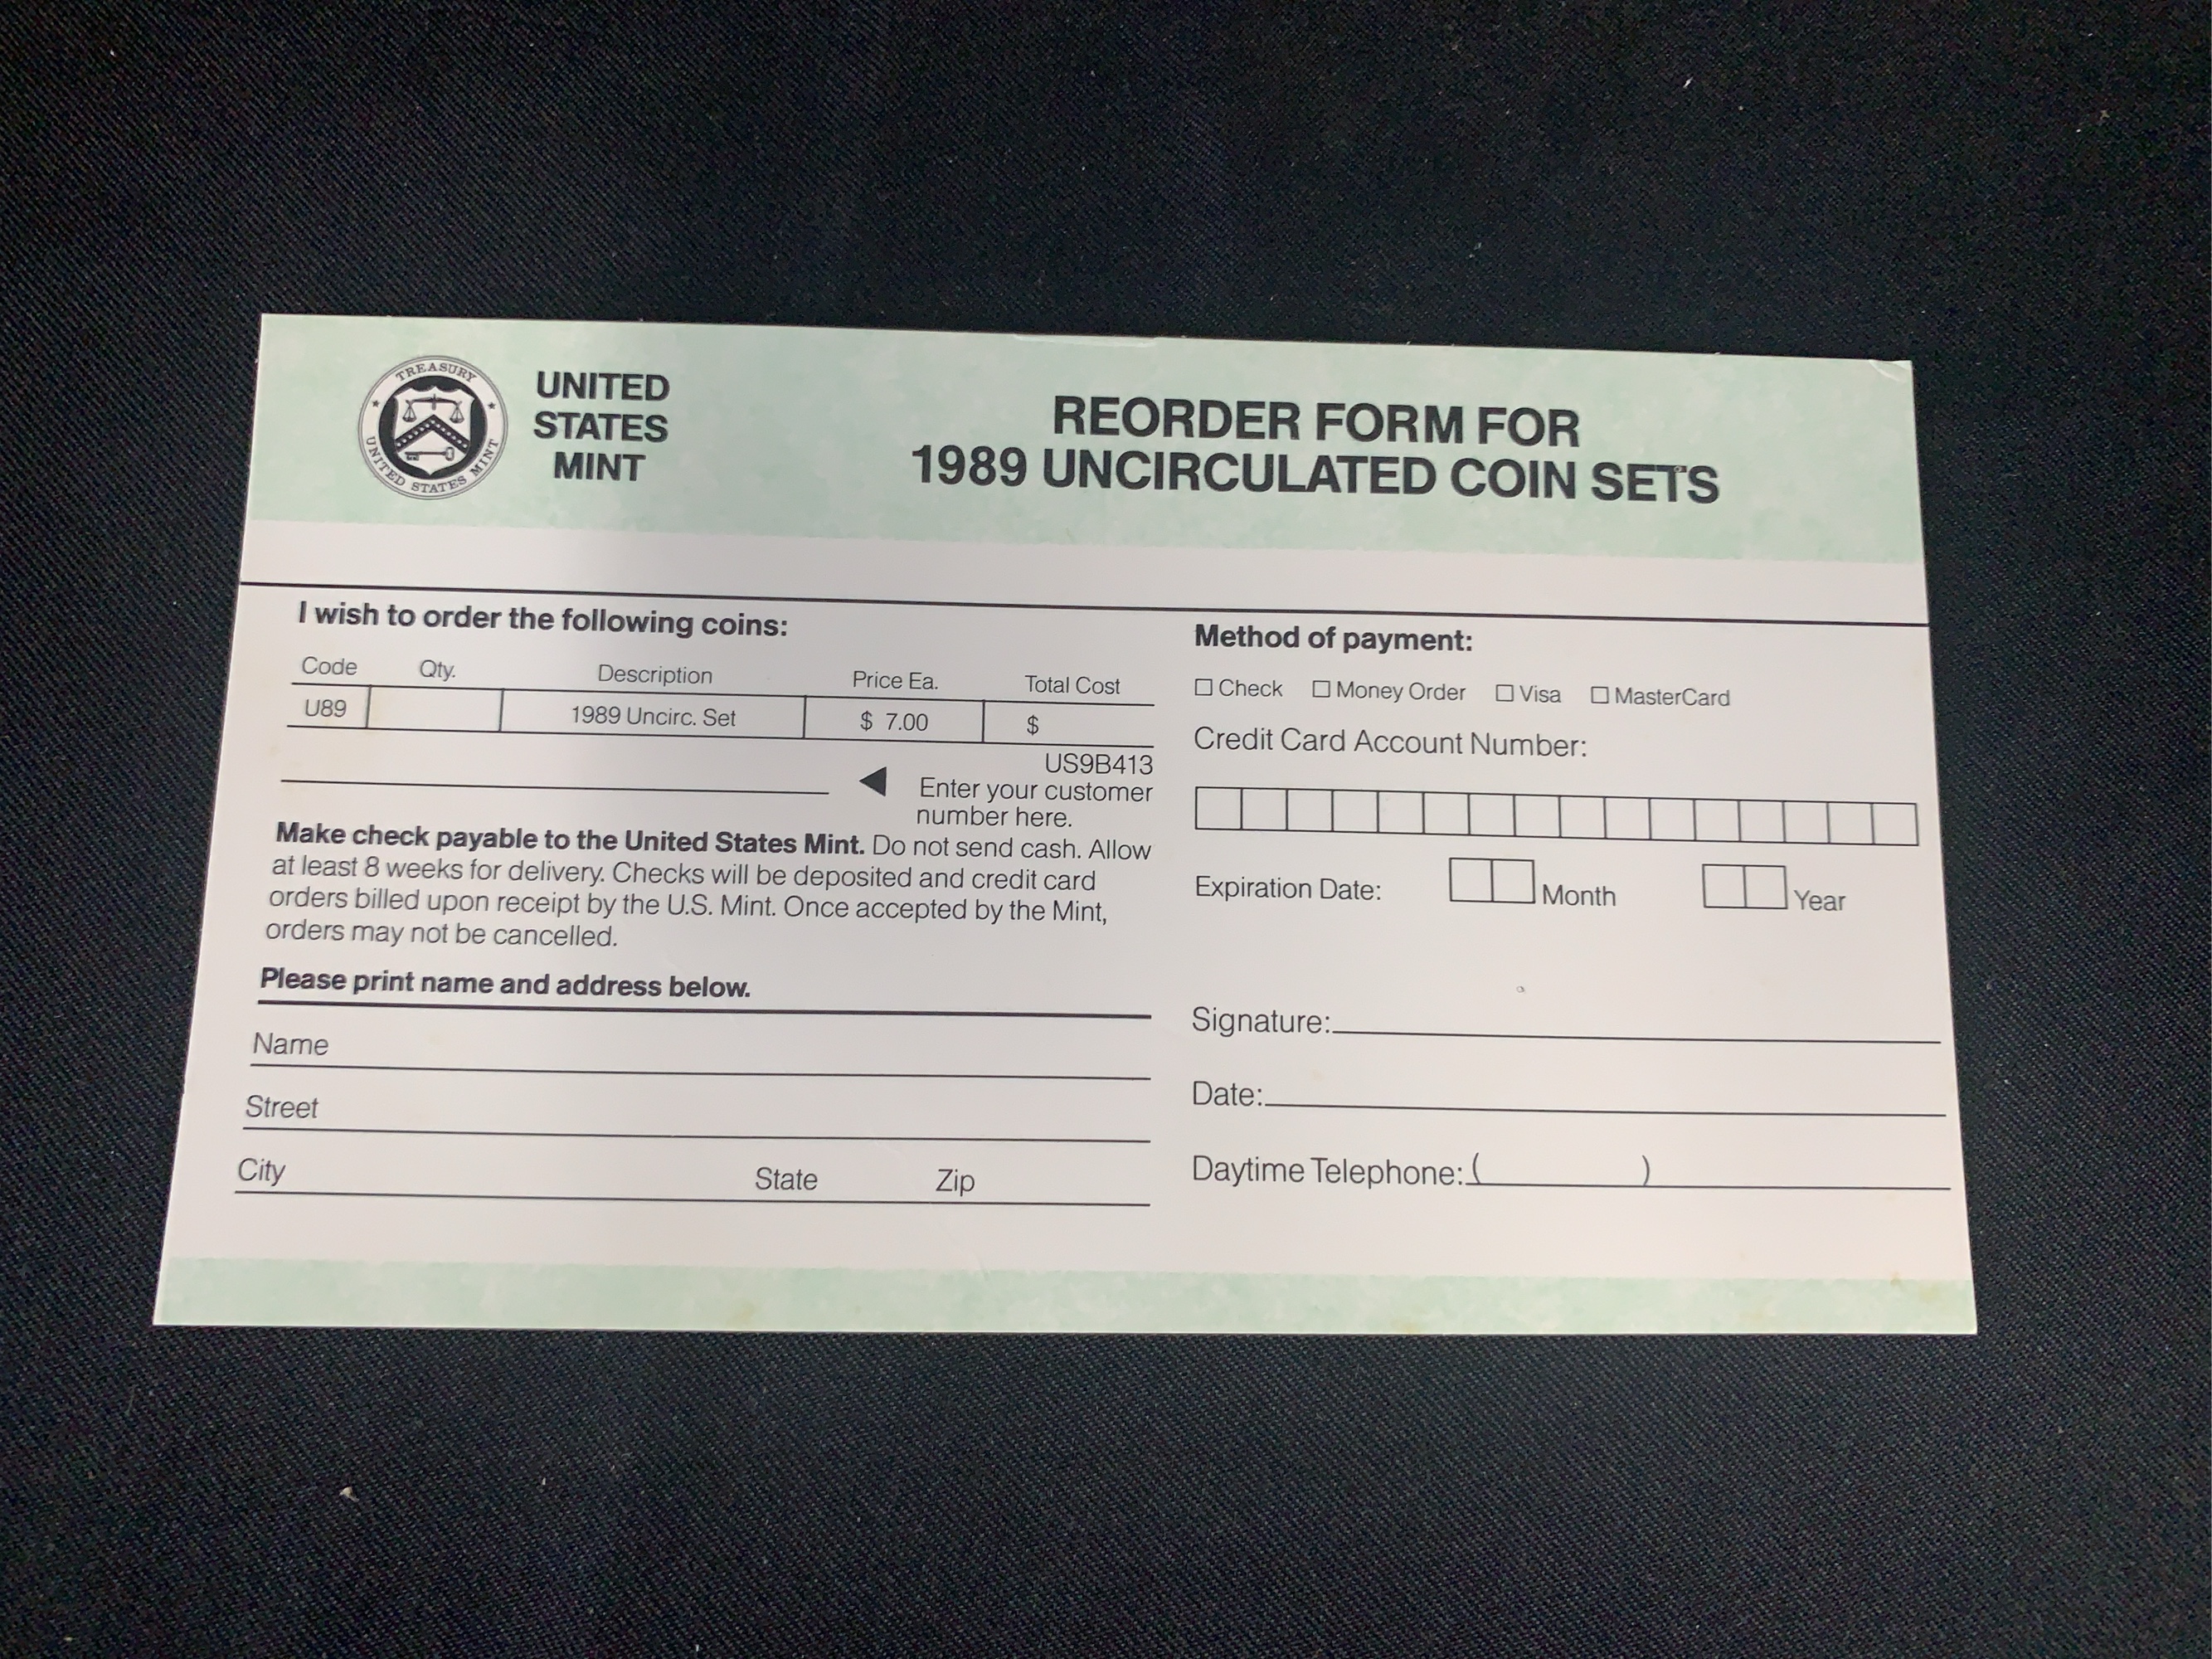 TREASURY
UNITED STATES MINT
UNITED
STATES
MINT
REORDER FORM FOR
1989 UNCIRCULATED COIN SETS
I wish to order the following coins:
Code Qty. Description Price Ea. Total Cost
U89 1989 Uncirc. Set $ 7.00 $
US9B413
Enter your customer
number here.
Make check payable to the United States Mint. Do not send cash. Allow
at least 8 weeks for delivery. Checks will be deposited and credit card
orders billed upon receipt by the U.S. Mint. Once accepted by the Mint,
orders may not be cancelled.
Please print name and address below.
Name
Street
City State Zip
Method of payment:
Check Money Order Visa MasterCard
Credit Card Account Number:
Expiration Date: Month Year
Signature:
Date:
Daytime Telephone: ( )